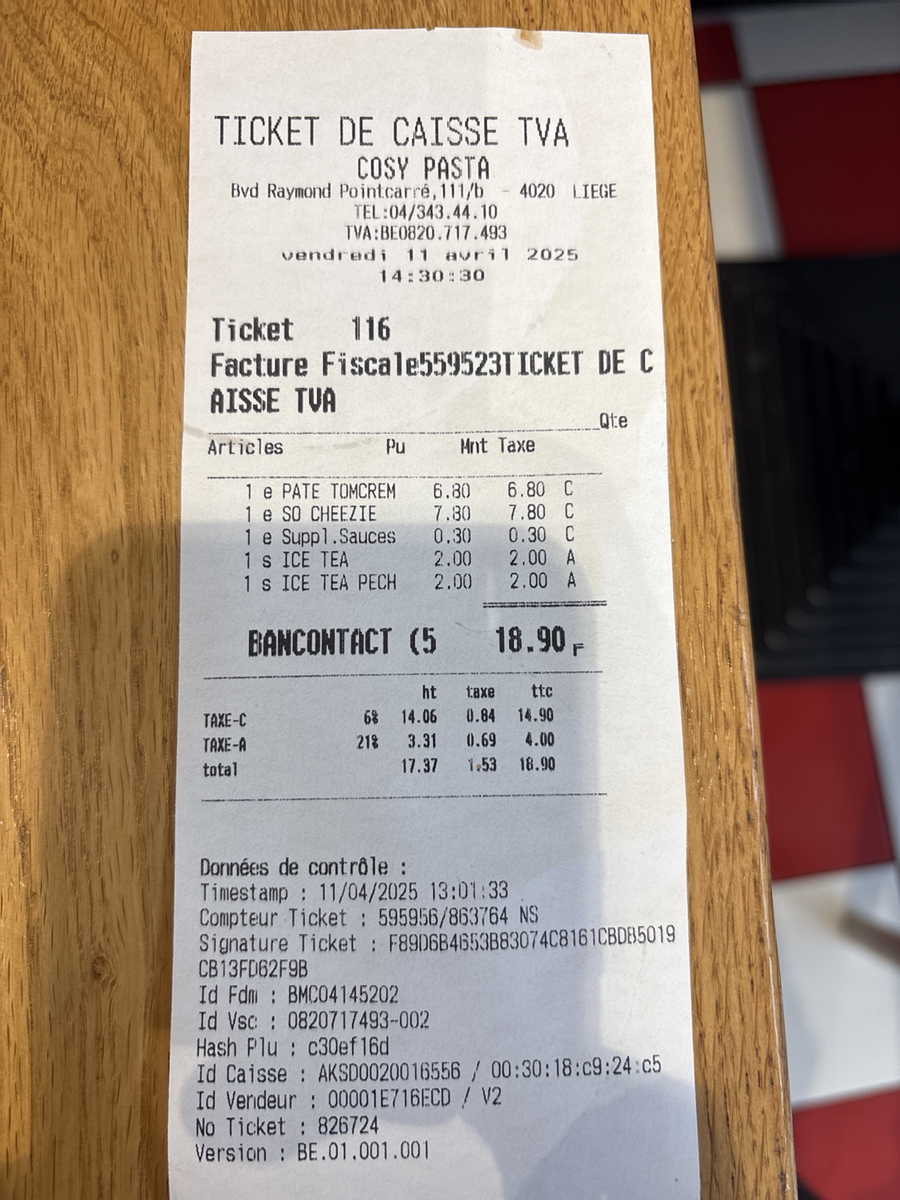 TICKET DE CAISSE TVA
COSY PASTA
Bvd Raymond Pointcarré,111/b - 4020 LIEGE
TEL:04/343.44.10
TVA:BE0820.717.493
vendredi 11 avril 2025
14:30:30
Ticket 116
Facture Fiscale559523TICKET DE C
AISSE TVA
Qte
Articles Pu Mnt Taxe
1 e PATE TOMCREM 6.80 6.80 C
1 e SO CHEEZIE 7.80 7.80 C
1 e Suppl.Sauces 0.30 0.30 C
1 s ICE TEA 2.00 2.00 A
1 s ICE TEA PECH 2.00 2.00 A
BANCONTACT (5 18.90 F
ht taxe ttc
TAXE-C 6% 14.06 0.84 14.90
TAXE-A 21% 3.31 0.69 4.00
total 17.37 1.53 18.90
Données de contrôle :
Timestamp : 11/04/2025 13:01:33
Compteur Ticket : 595956/863764 NS
Signature Ticket : F89D6B4653B83074C8161CBDB5019
CB13FD62F9B
Id Fdm : BMC04145202
Id Vsc : 0820717493-002
Hash Plu : c30ef16d
Id Caisse : AKSD0020016556 / 00:30:18:c9:24:c5
Id Vendeur : 00001E716ECD / V2
No Ticket : 826724
Version : BE.01.001.001